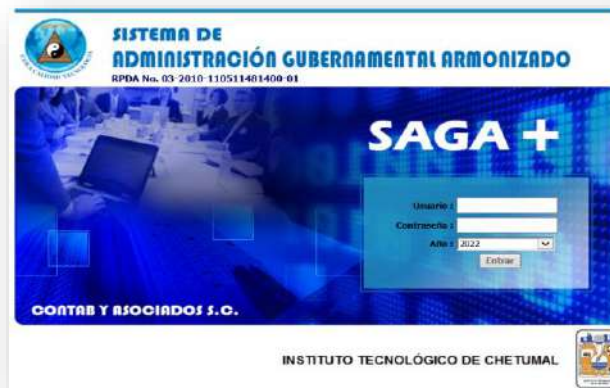 SISTEMA DE
ADMINISTRACIÓN GUBERNAMENTAL ARMONIZADO
RPDA No. 03-2010-110511481400-01
SAGA +
Usuario :
Contraseña :
Año : 2022
Entrar
CONTAB Y ASOCIADOS S.C.
INSTITUTO TECNOLÓGICO DE CHETUMAL